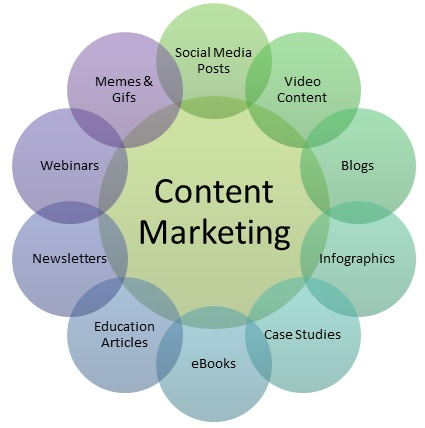 Social Media
Posts
Video
Content
Blogs
Infographics
Case Studies
eBooks
Education
Articles
Newsletters
Webinars
Memes &
Gifs
Content
Marketing